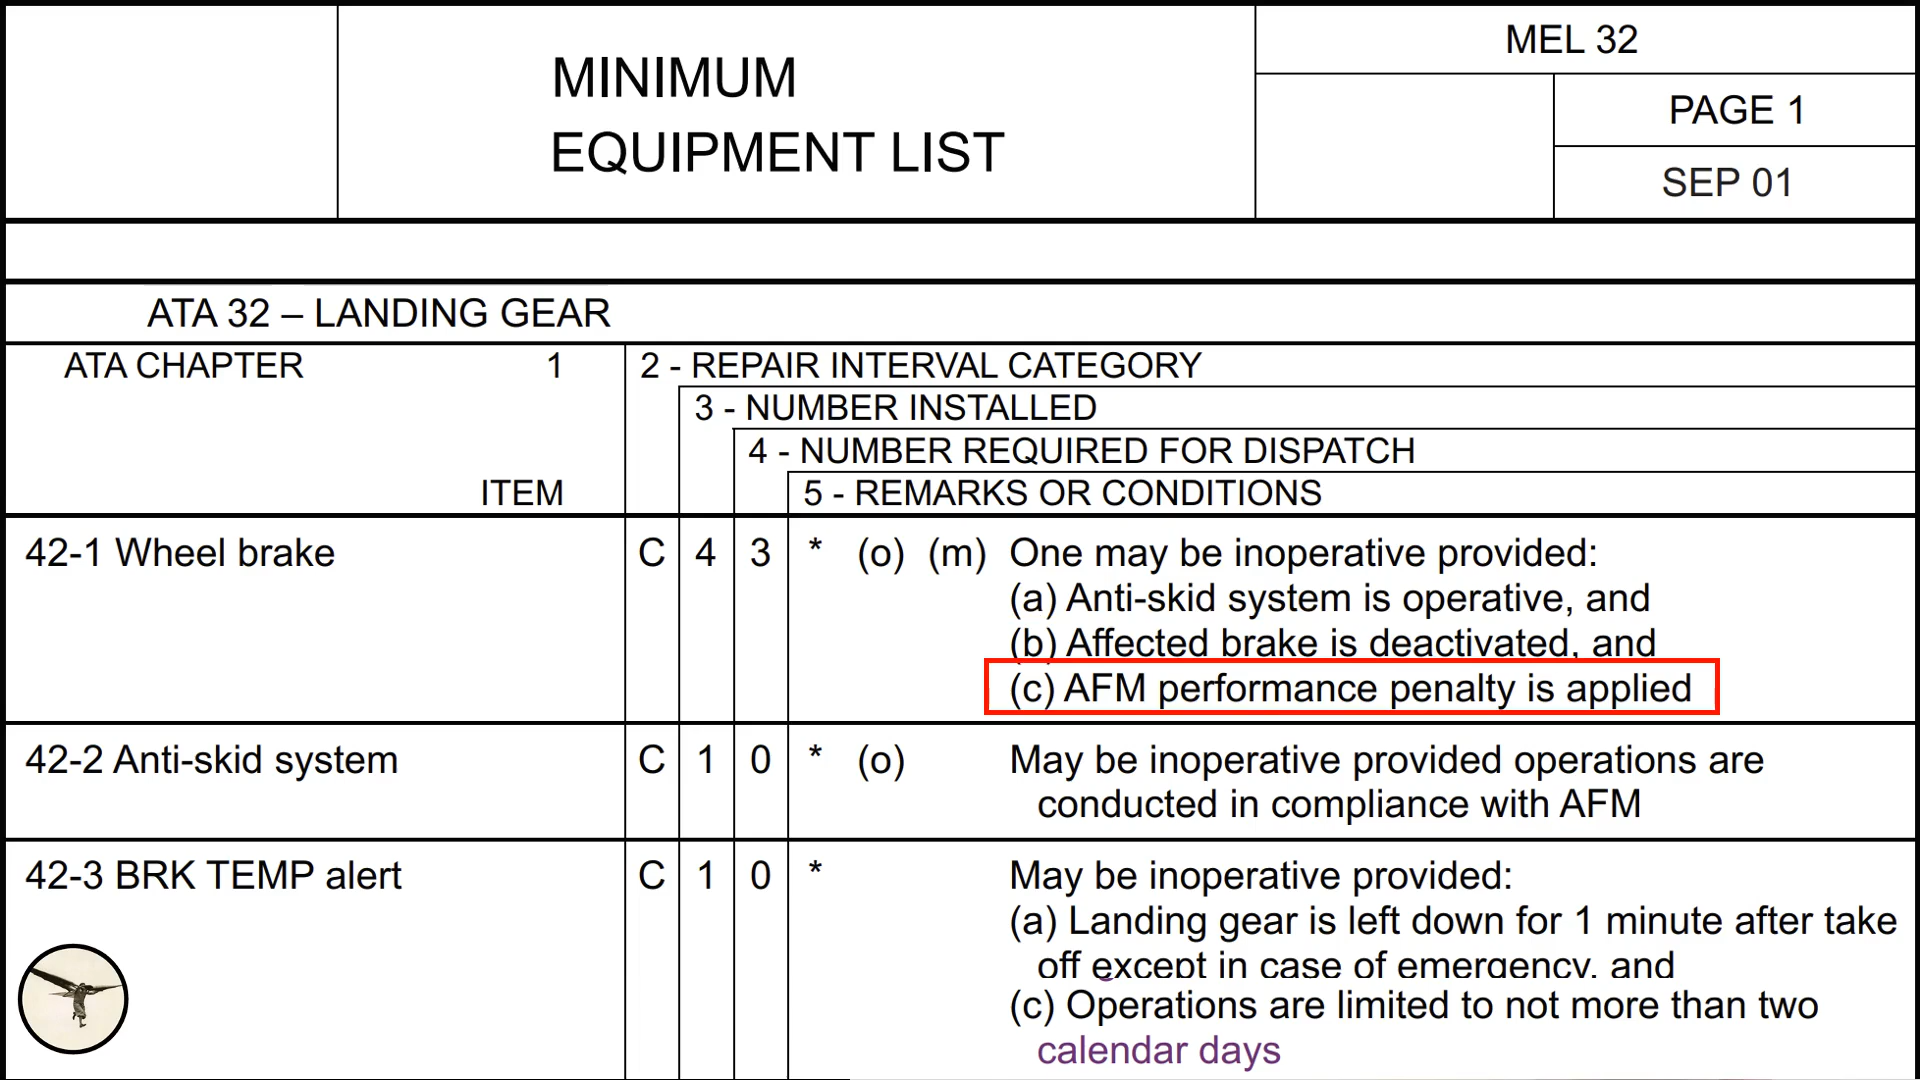 MINIMUM
EQUIPMENT LIST
MEL 32
PAGE 1
SEP 01
ATA 32 – LANDING GEAR
ATA CHAPTER 1
ITEM
2 - REPAIR INTERVAL CATEGORY
3 - NUMBER INSTALLED
4 - NUMBER REQUIRED FOR DISPATCH
5 - REMARKS OR CONDITIONS
42-1 Wheel brake C 4 3 * (o) (m) One may be inoperative provided:
(a) Anti-skid system is operative, and
(b) Affected brake is deactivated, and
(c) AFM performance penalty is applied
42-2 Anti-skid system C 1 0 * (o) May be inoperative provided operations are
conducted in compliance with AFM
42-3 BRK TEMP alert C 1 0 * May be inoperative provided:
(a) Landing gear is left down for 1 minute after take
off except in case of emergency, and
(c) Operations are limited to not more than two
calendar days